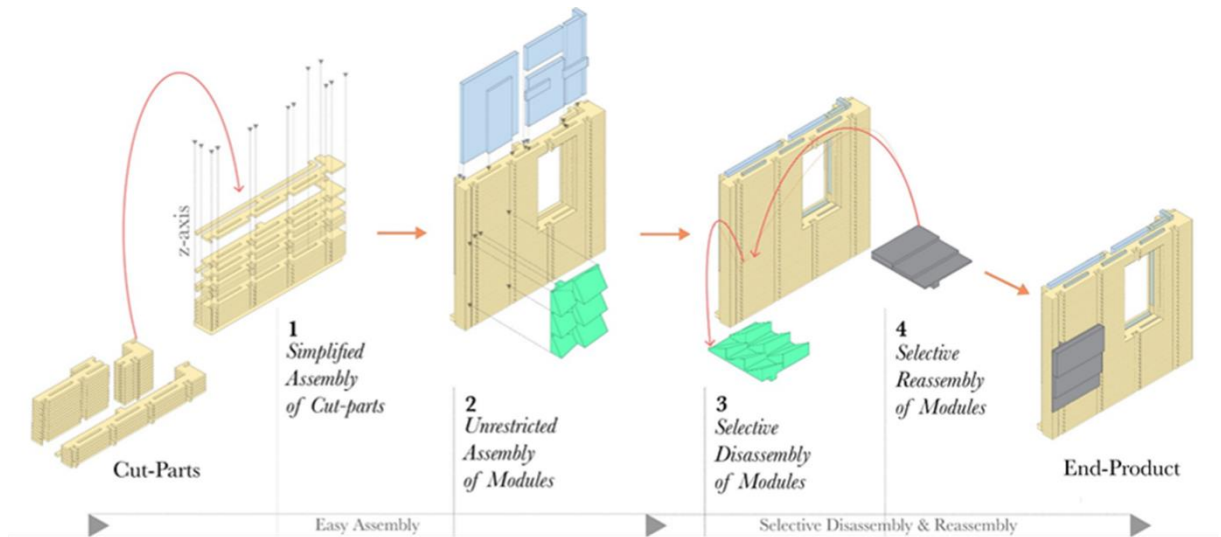 z-axis
Cut-Parts
1
Simplified
Assembly
of Cut-parts
2
Unrestricted
Assembly
of Modules
3
Selective
Disassembly
of Modules
4
Selective
Reassembly
of Modules
End-Product
Easy Assembly
Selective Disassembly & Reassembly